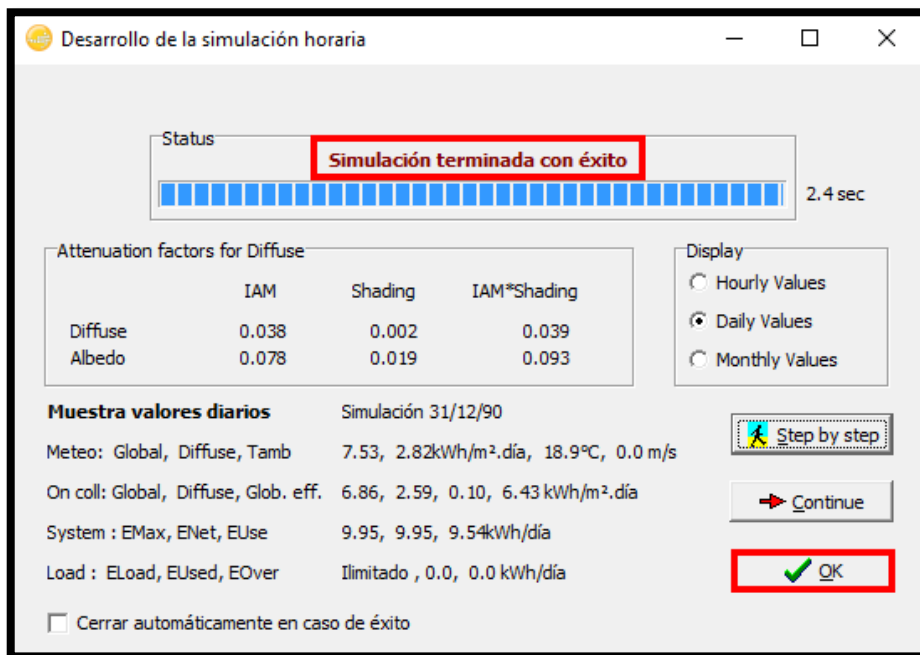 Desarrollo de la simulación horaria
Status
Simulación terminada con éxito
2.4 sec
Attenuation factors for Diffuse
IAM Shading IAM*Shading
Diffuse 0.038 0.002 0.039
Albedo 0.078 0.019 0.093
Display
Hourly Values
Daily Values
Monthly Values
Muestra valores diarios Simulación 31/12/90
Meteo: Global, Diffuse, Tamb 7.53, 2.82kWh/m².día, 18.9ºC, 0.0 m/s
On coll: Global, Diffuse, Glob. eff. 6.86, 2.59, 0.10, 6.43 kWh/m².día
System : EMax, ENet, EUse 9.95, 9.95, 9.54kWh/día
Load : ELoad, EUsed, EOver Ilimitado , 0.0, 0.0 kWh/día
Step by step
Continue
OK
Cerrar automáticamente en caso de éxito